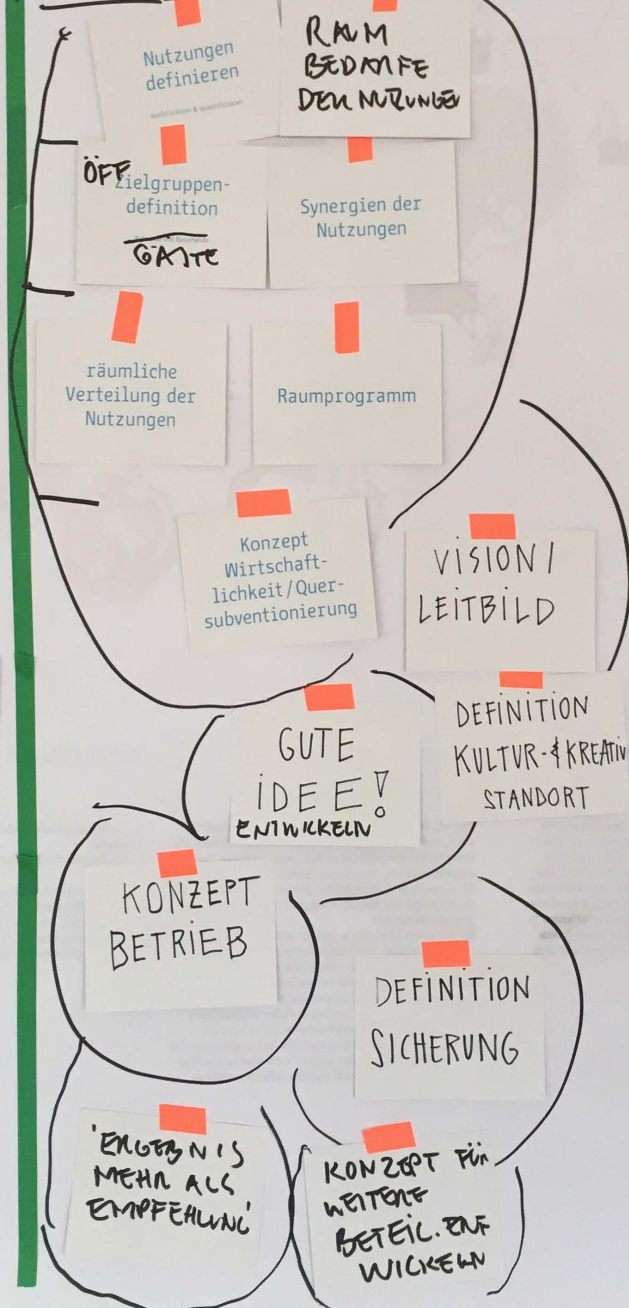 Nutzungen
definieren
RAUM
BEDARFE
DER NUTZUNGEN
ÖFF
Zielgruppen-
definition
GÄSTE
Synergien der
Nutzungen
räumliche
Verteilung der
Nutzungen
Raumprogramm
Konzept
Wirtschaft-
lichkeit/Quer-
subventionierung
VISION/
LEITBILD
DEFINITION
KULTUR-&KREATIV
STANDORT
GUTE
IDEE!
ENTWICKELN
KONZEPT
BETRIEB
DEFINITION
SICHERUNG
'ERGEBNIS
MEHR ALS
EMPFEHLUNG'
KONZEPT FÜR
WEITERE
BETEIL. ENT
WICKELN